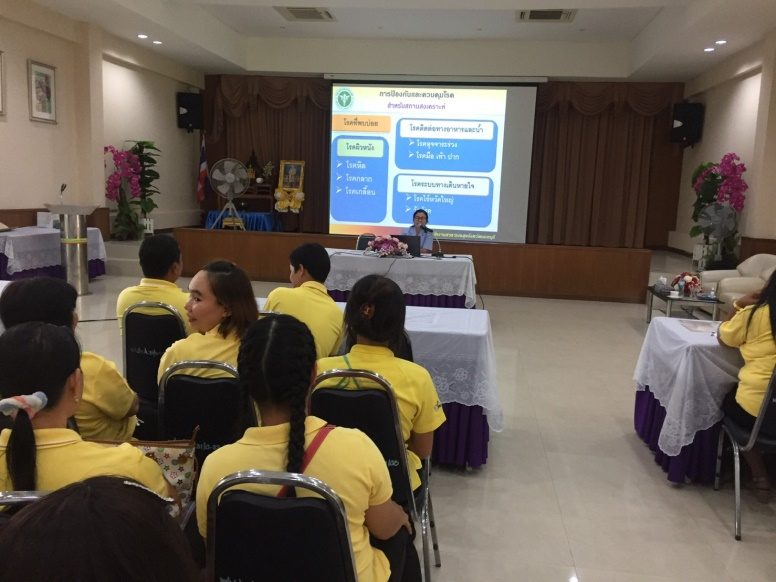 การป้องกันและควบคุมโรค
สำหรับสถานสงเคราะห์
โรคที่พบบ่อย
โรคผิวหนัง
➢ โรคหิด
➢ โรคกลาก
➢ โรคเกลื้อน
โรคติดต่อทางอาหารและน้ำ
➢ โรคอุจจาระร่วง
➢ โรคมือ เท้า ปาก
โรคระบบทางเดินหายใจ
➢ โรคไข้หวัดใหญ่